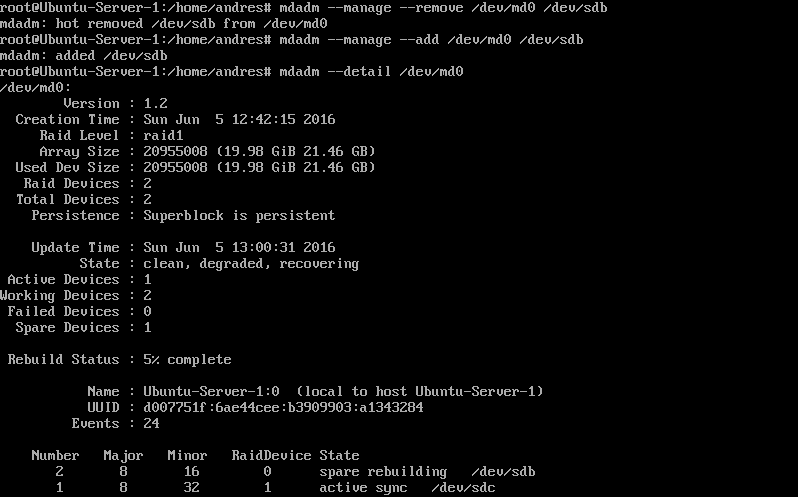 root@Ubuntu-Server-1:/home/andres# mdadm --manage --remove /dev/md0 /dev/sdb
mdadm: hot removed /dev/sdb from /dev/md0
root@Ubuntu-Server-1:/home/andres# mdadm --manage --add /dev/md0 /dev/sdb
mdadm: added /dev/sdb
root@Ubuntu-Server-1:/home/andres# mdadm --detail /dev/md0
/dev/md0:
Version : 1.2
Creation Time : Sun Jun  5 12:42:15 2016
Raid Level : raid1
Array Size : 20955008 (19.98 GiB 21.46 GB)
Used Dev Size : 20955008 (19.98 GiB 21.46 GB)
Raid Devices : 2
Total Devices : 2
Persistence : Superblock is persistent
Update Time : Sun Jun  5 13:00:31 2016
State : clean, degraded, recovering
Active Devices : 1
Working Devices : 2
Failed Devices : 0
Spare Devices : 1
Rebuild Status : 5% complete
Name : Ubuntu-Server-1:0  (local to host Ubuntu-Server-1)
UUID : d007751f:6ae44cee:b3909903:a1343284
Events : 24
Number   Major   Minor   RaidDevice State
2       8       16        0      spare rebuilding   /dev/sdb
1       8       32        1      active sync   /dev/sdc